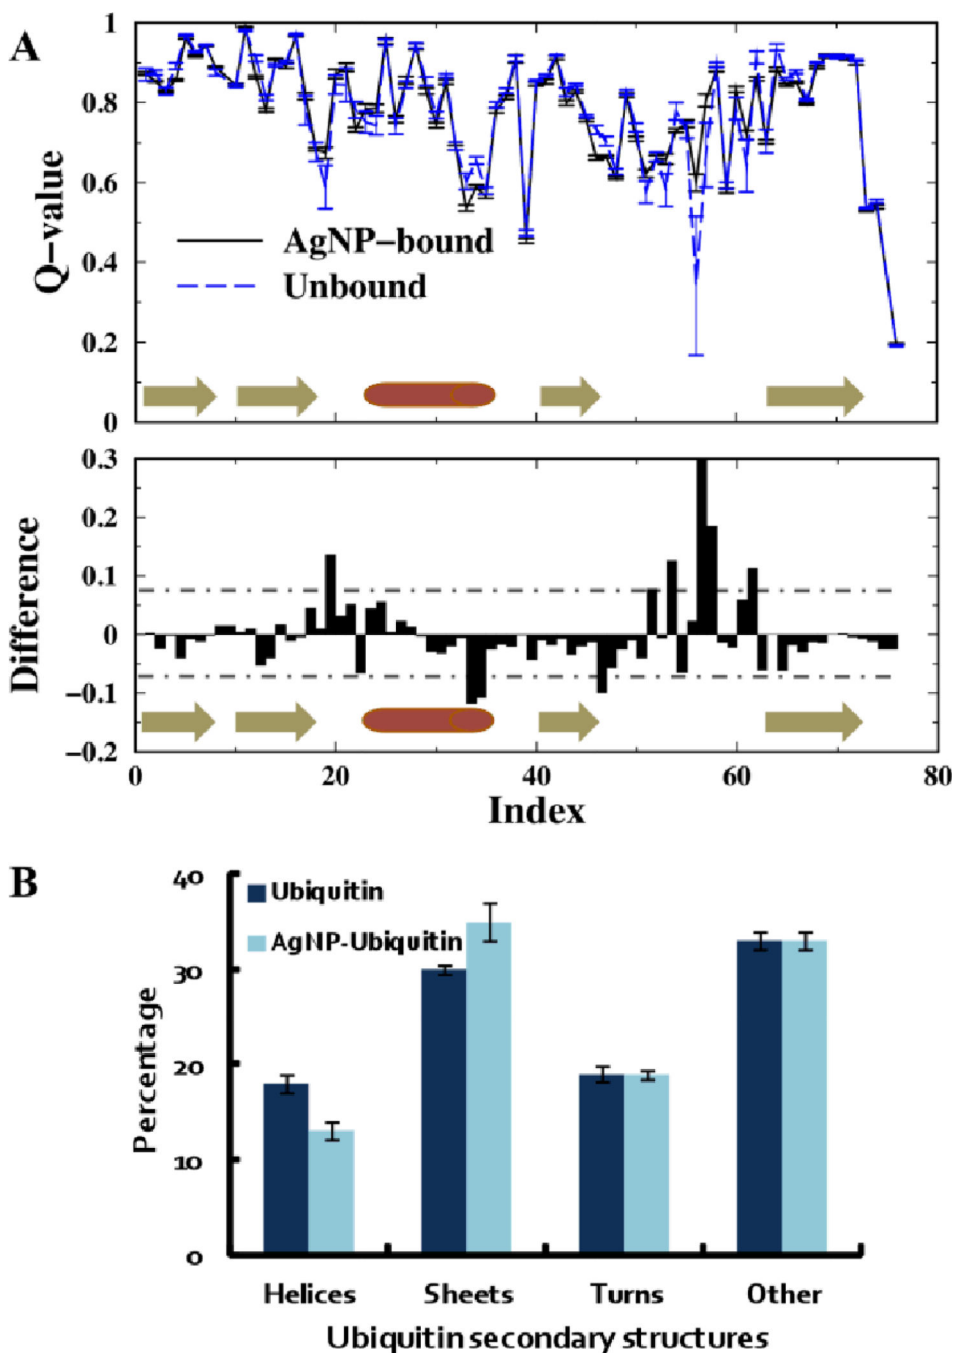 A
1
0.8
0.6
0.4
0.2
0
Q−value
AgNP−bound
Unbound
0.3
0.2
0.1
0
−0.1
−0.2
Difference
0 20 40 60 80
Index
B
40
30
20
10
0
Percentage
Ubiquitin
AgNP-Ubiquitin
Helices Sheets Turns Other
Ubiquitin secondary structures